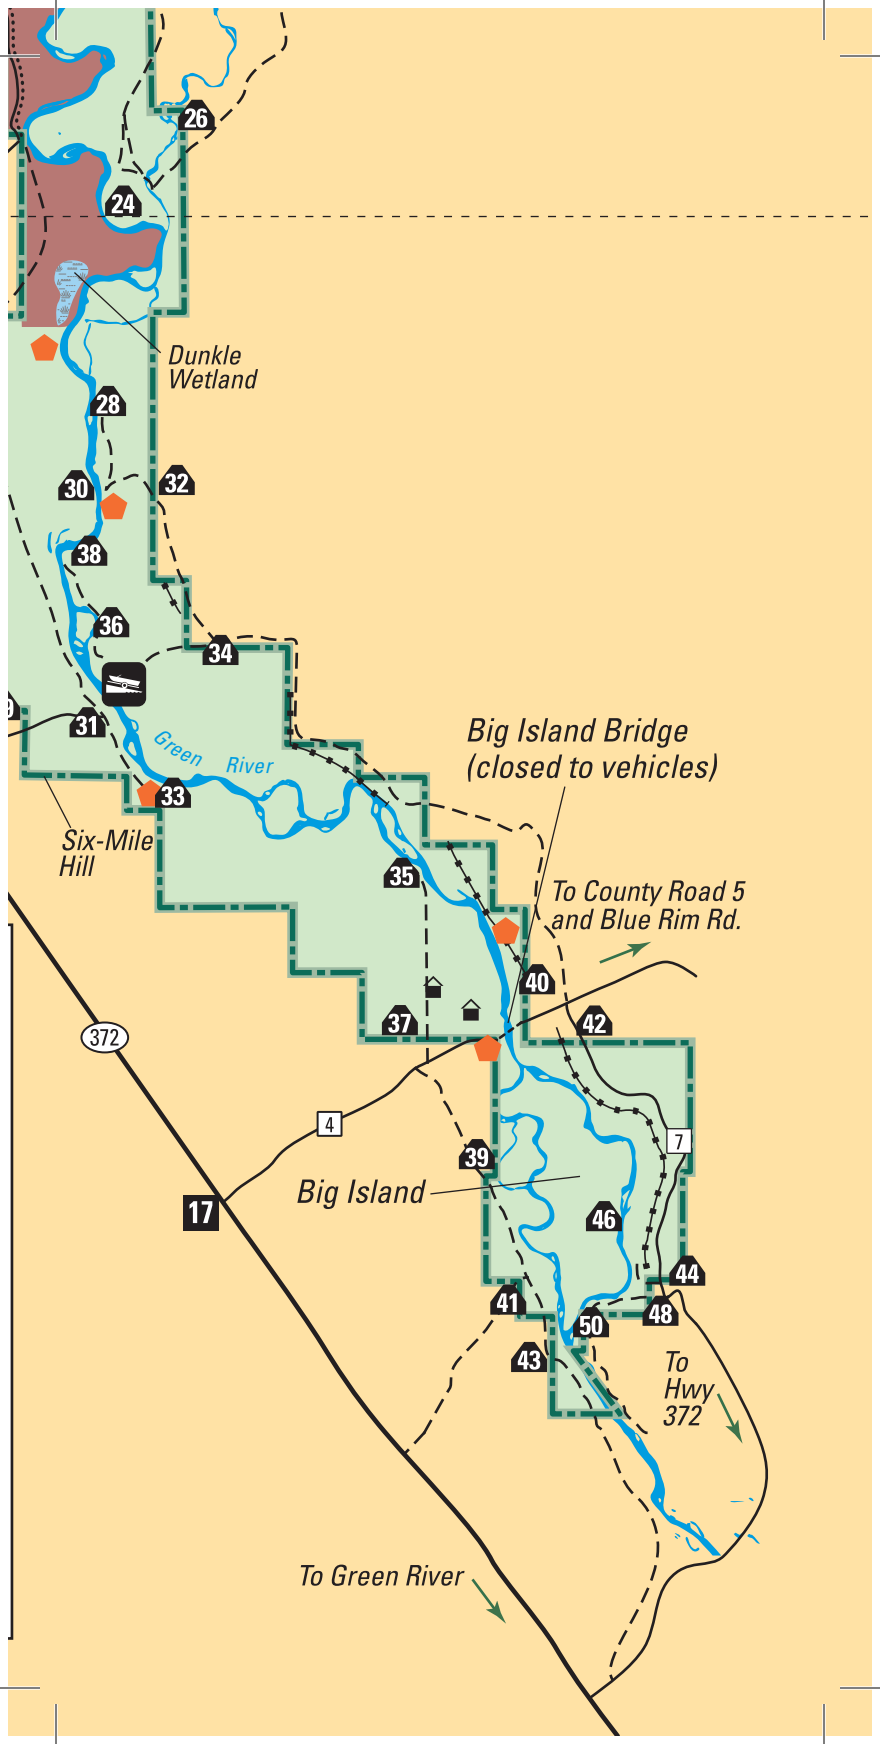 26
24
Dunkle
Wetland
28
30
32
38
36
34
9
31
Green River
33
Big Island Bridge
(closed to vehicles)
Six-Mile
Hill
35
To County Road 5
and Blue Rim Rd.
40
37
42
372
4
7
39
Big Island
17
46
44
41
48
50
43
To
Hwy
372
To Green River